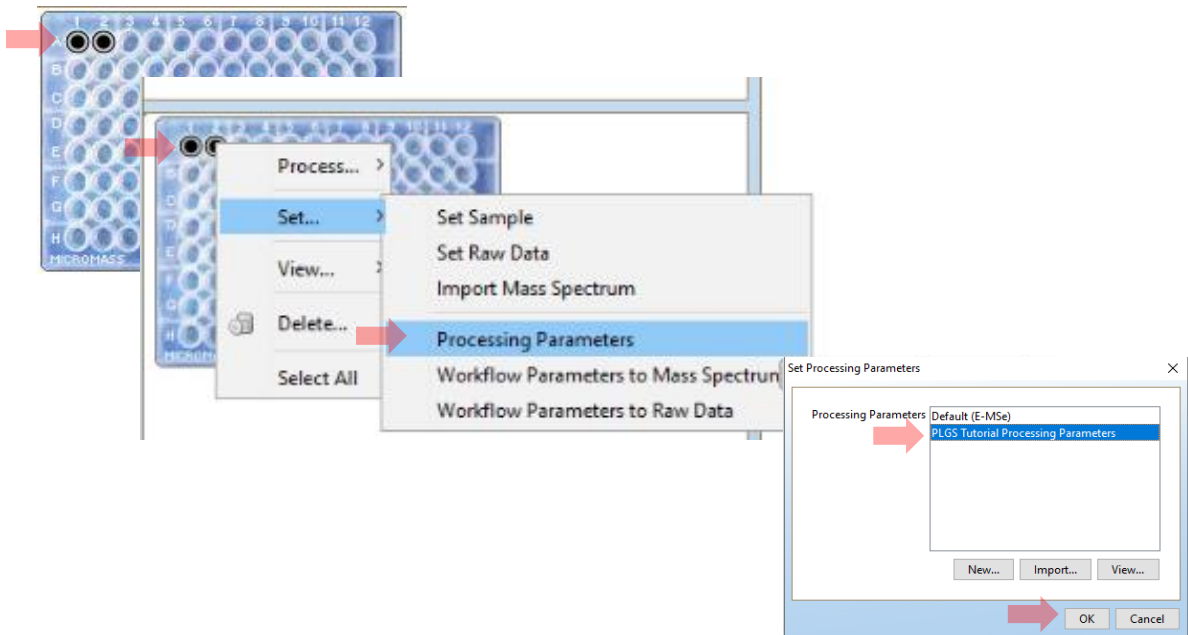 1 2 3 4 5 6 7 8 9 10 11 12
A
B
C
D
E
F
G
H
MICROMASS
Process...
Set...
View...
Delete...
Select All
Set Sample
Set Raw Data
Import Mass Spectrum
Processing Parameters
Workflow Parameters to Mass Spectrum
Workflow Parameters to Raw Data
Set Processing Parameters
Processing Parameters
Default (E-MSe)
PLGS Tutorial Processing Parameters
New... Import... View...
OK Cancel